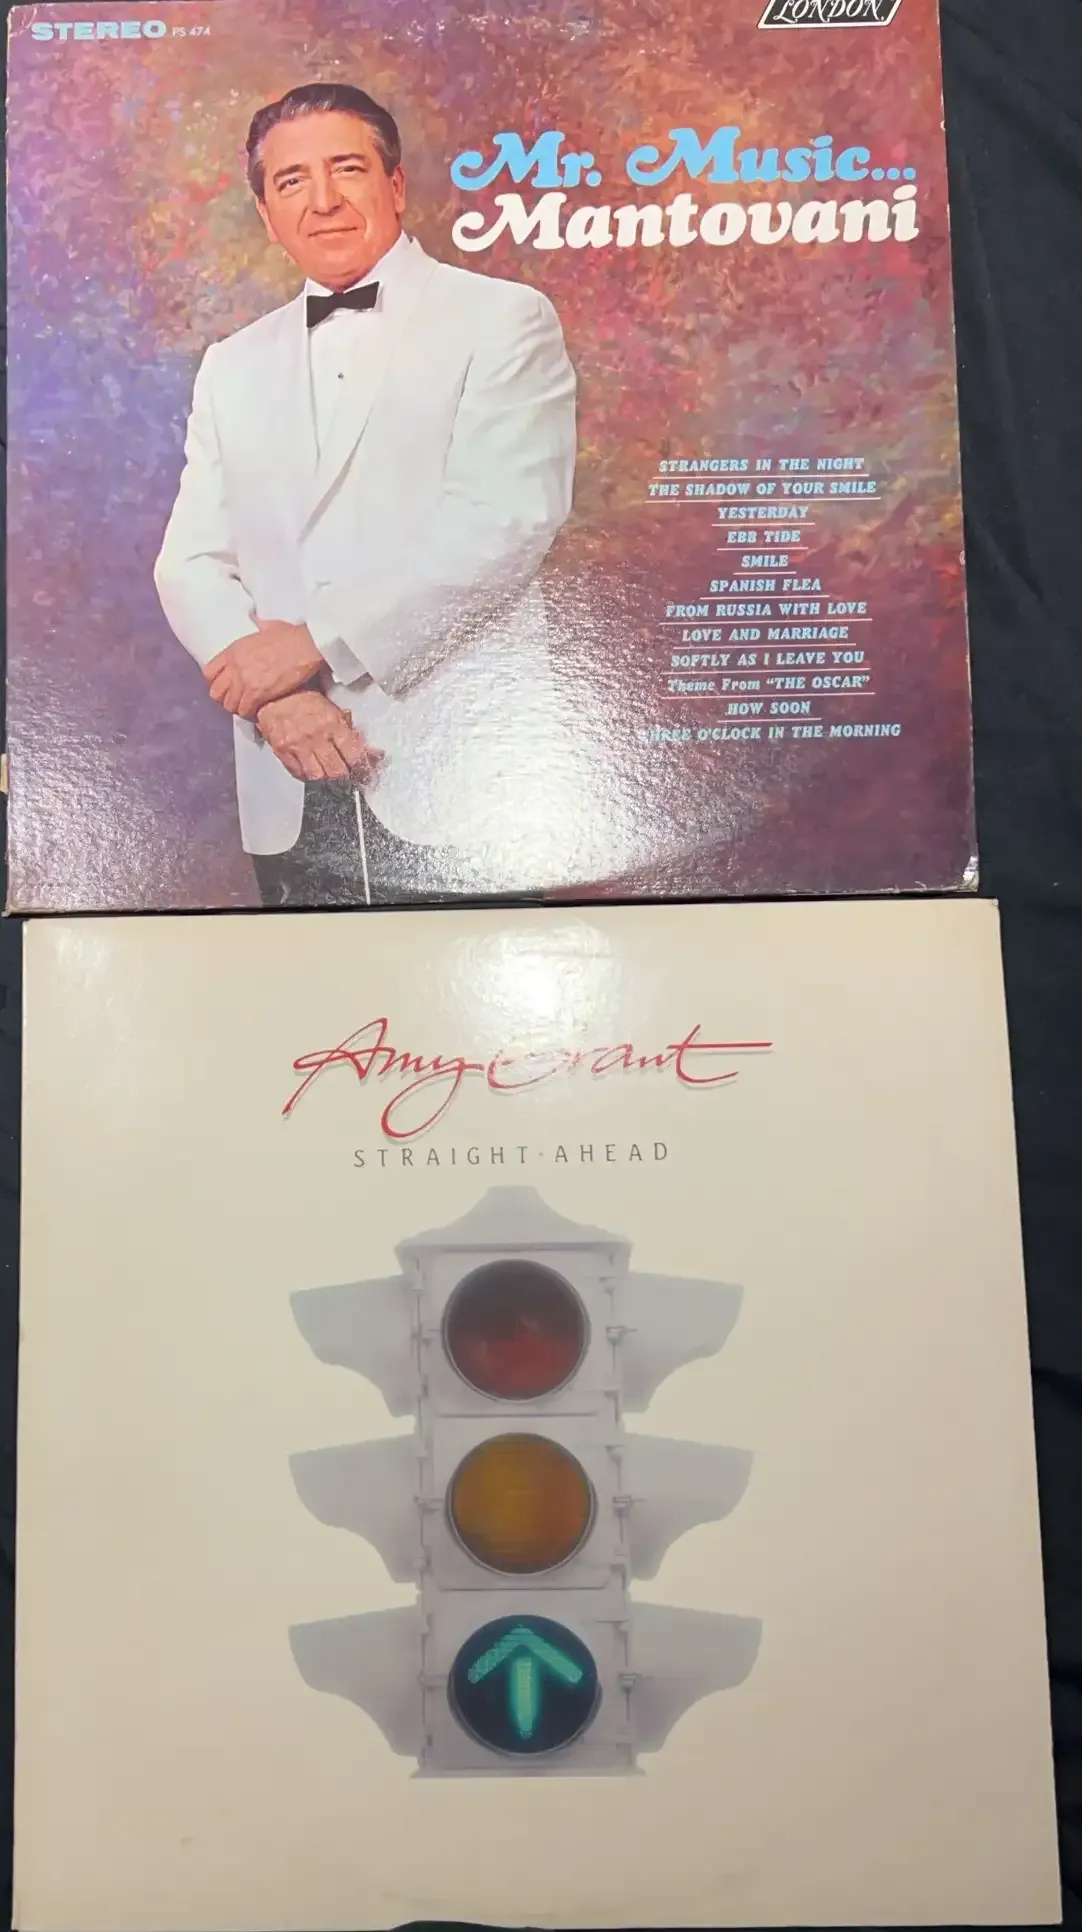 STEREO PS 474
LONDON
Mr. Music...
Mantovani
STRANGERS IN THE NIGHT
THE SHADOW OF YOUR SMILE
YESTERDAY
EBB TIDE
SMILE
SPANISH FLEA
FROM RUSSIA WITH LOVE
LOVE AND MARRIAGE
SOFTLY AS I LEAVE YOU
Theme From "THE OSCAR"
HOW SOON
THREE O'CLOCK IN THE MORNING
Amy Grant
STRAIGHT·AHEAD